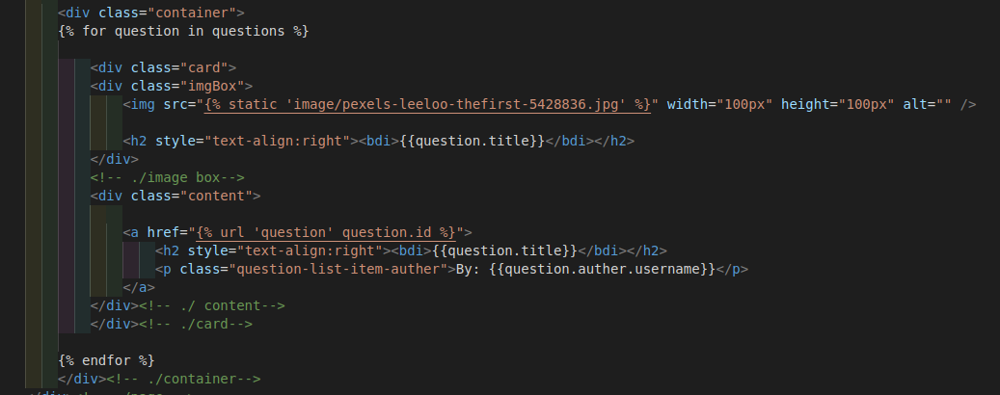 <div class="container">
{% for question in questions %}
<div class="card">
<div class="imgBox">
<img src="{% static 'image/pexels-leeloo-thefirst-5428836.jpg' %}" width="100px" height="100px" alt="" />
<h2 style="text-align:right"><bdi>{{question.title}}</bdi></h2>
</div>
<!-- ./image box-->
<div class="content">
<a href="{% url 'question' question.id %}">
<h2 style="text-align:right"><bdi>{{question.title}}</bdi></h2>
<p class="question-list-item-auther">By: {{question.auther.username}}</p>
</a>
</div><!-- ./ content-->
</div><!-- ./card-->
{% endfor %}
</div><!-- ./container-->